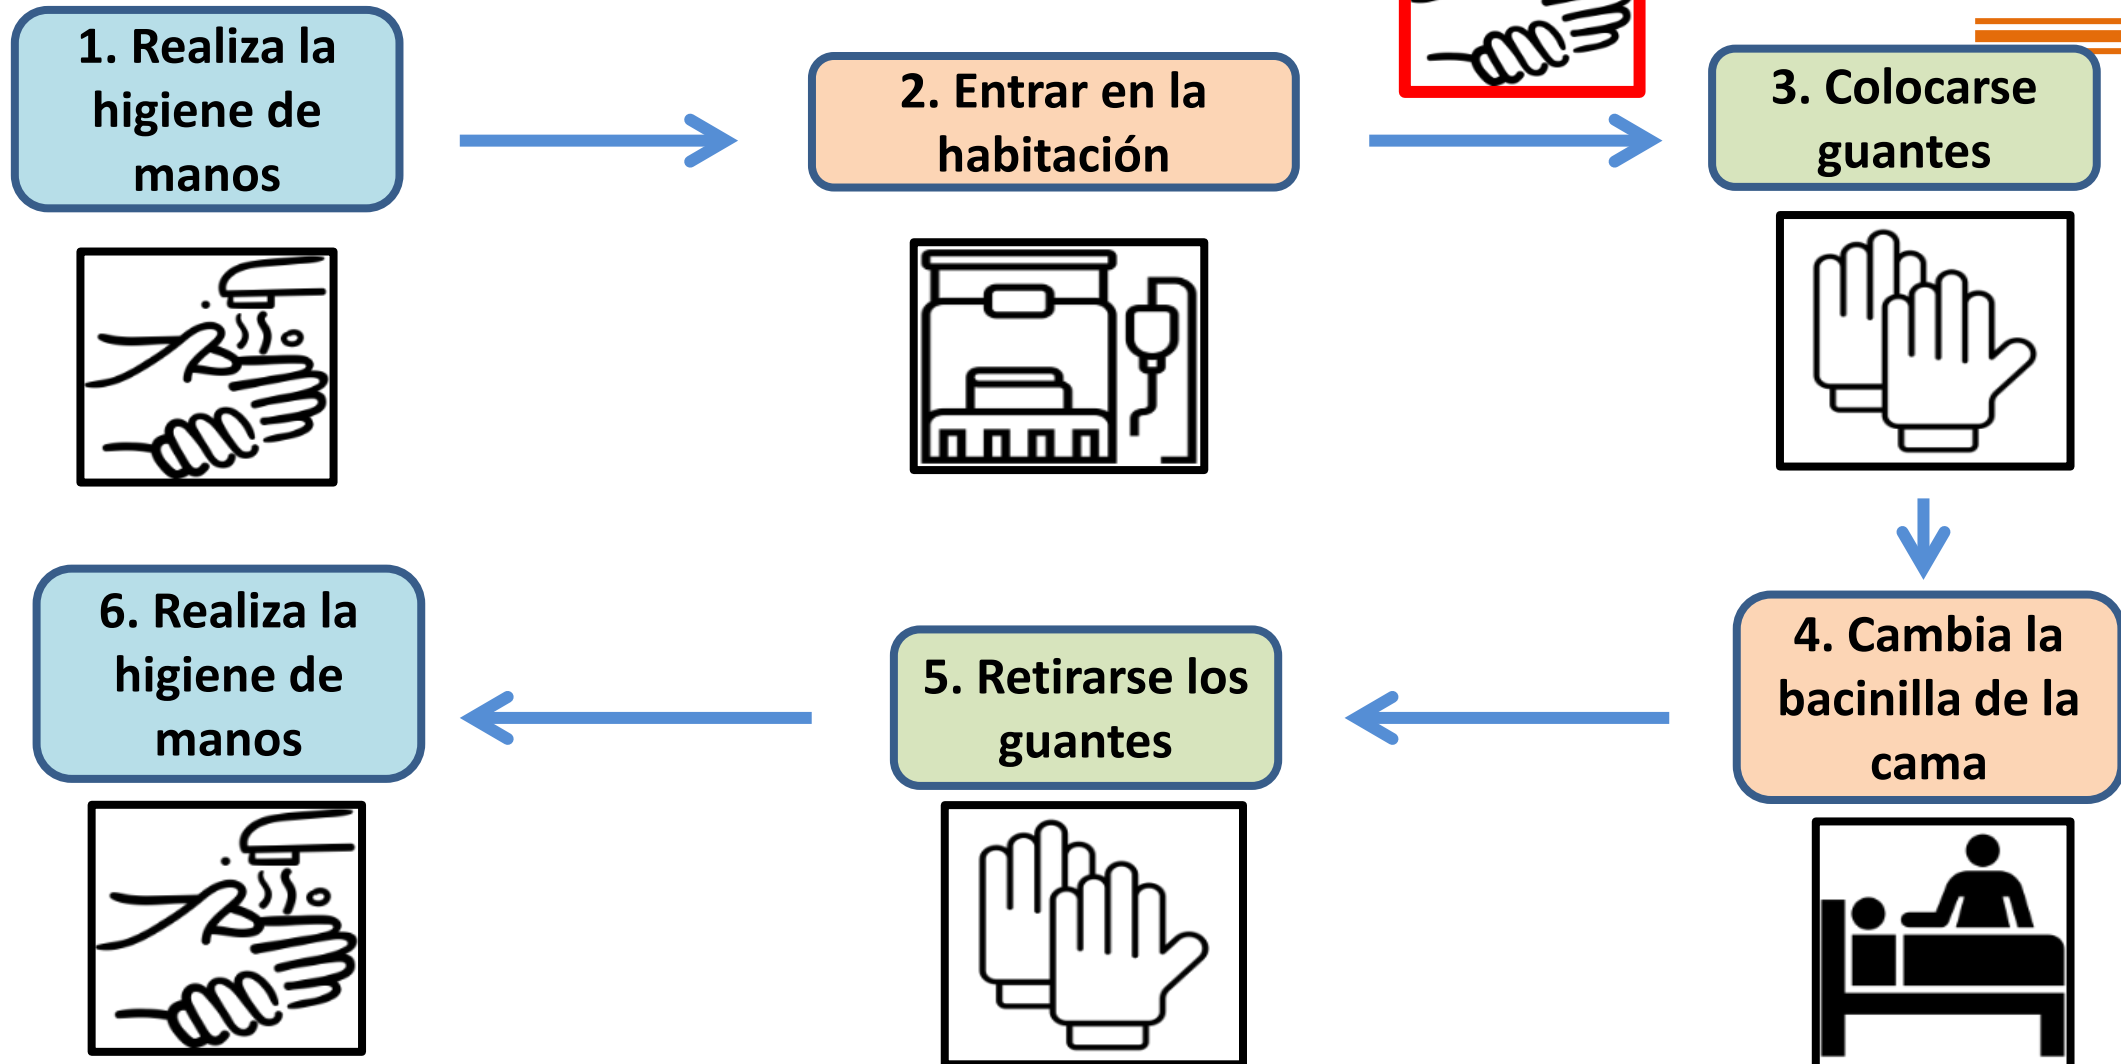 1. Realiza la
higiene de
manos
2. Entrar en la
habitación
3. Colocarse
guantes
4. Cambia la
bacinilla de la
cama
5. Retirarse los
guantes
6. Realiza la
higiene de
manos